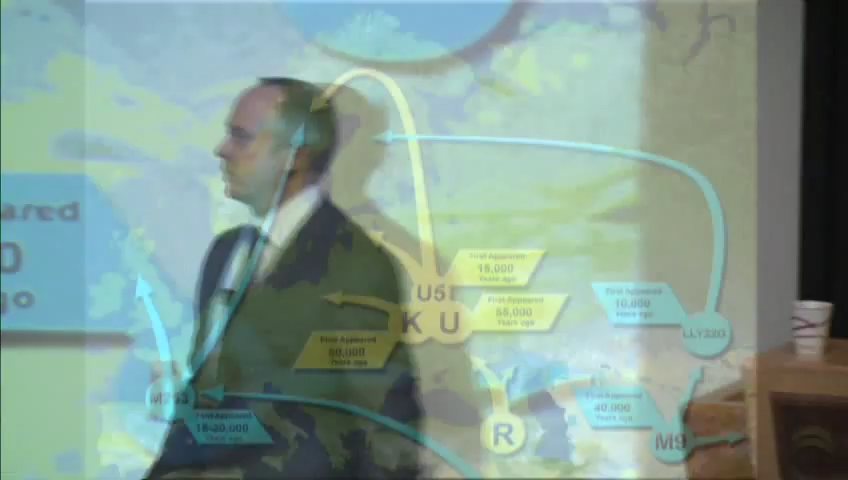 ared
0
go
First Appeared
15,000
Years ago
U5
K U
First Appeared
55,000
Years ago
First Appeared
10,000
Years ago
LLY22G
First Appeared
50,000
Years ago
First Appeared
18-20,000
Years ago
R
First Appeared
40,000
Years ago
M9